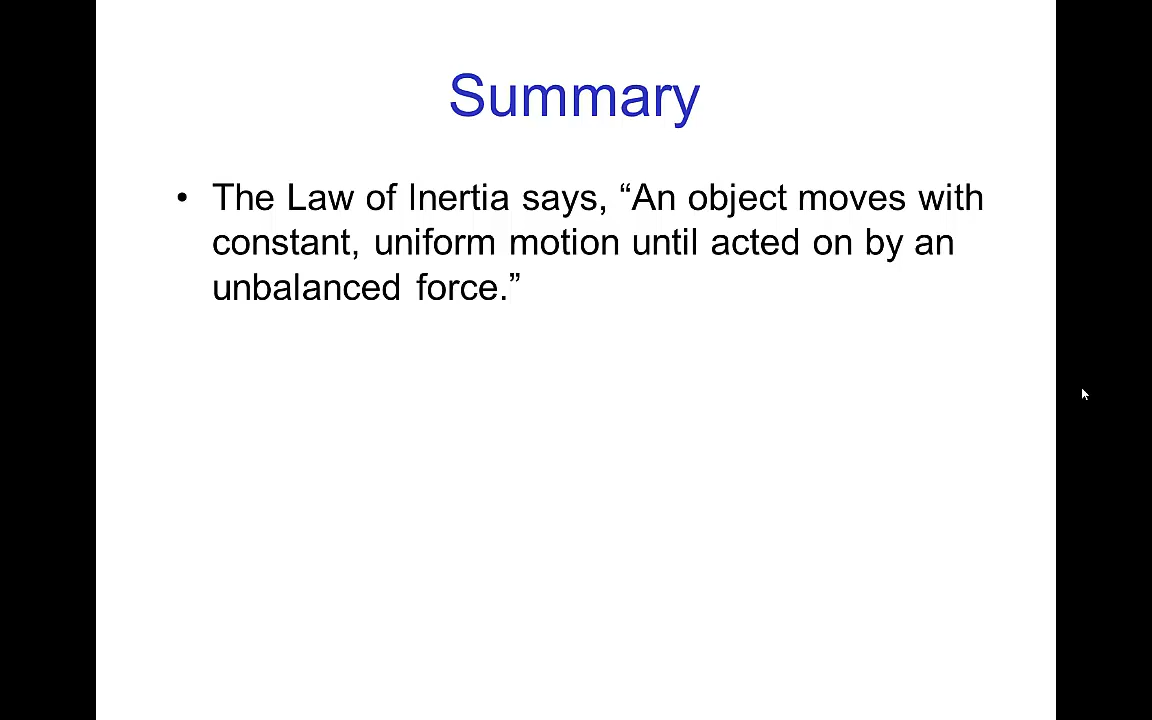 Summary
• The Law of Inertia says, “An object moves with
constant, uniform motion until acted on by an
unbalanced force.”